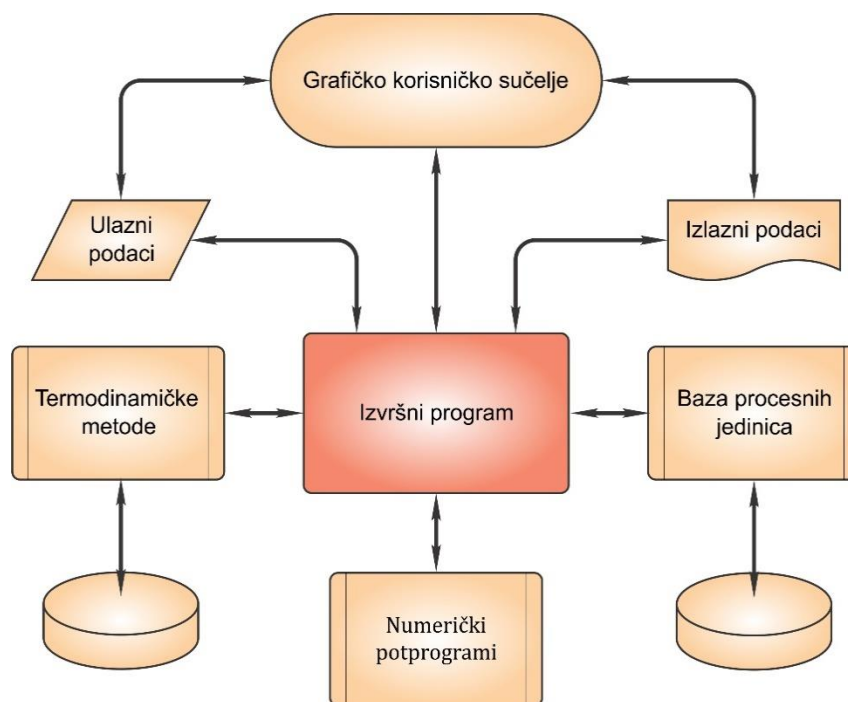 Grafičko korisničko sučelje
Ulazni
podaci
Izlazni podaci
Termodinamičke
metode
Izvršni program
Baza procesnih
jedinica
Numerički
potprogrami